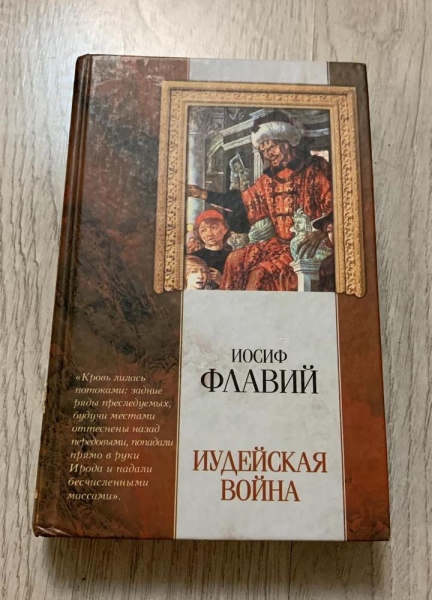 ИОСИФ
ФЛАВИЙ
«Кровь лилась
потоками: задние
ряды преследуемых,
будучи местами
оттеснены назад
передовыми, попадали
прямо в руки
Ирода и падали
бесчисленными
массами».
ИУДЕЙСКАЯ
ВОЙНА